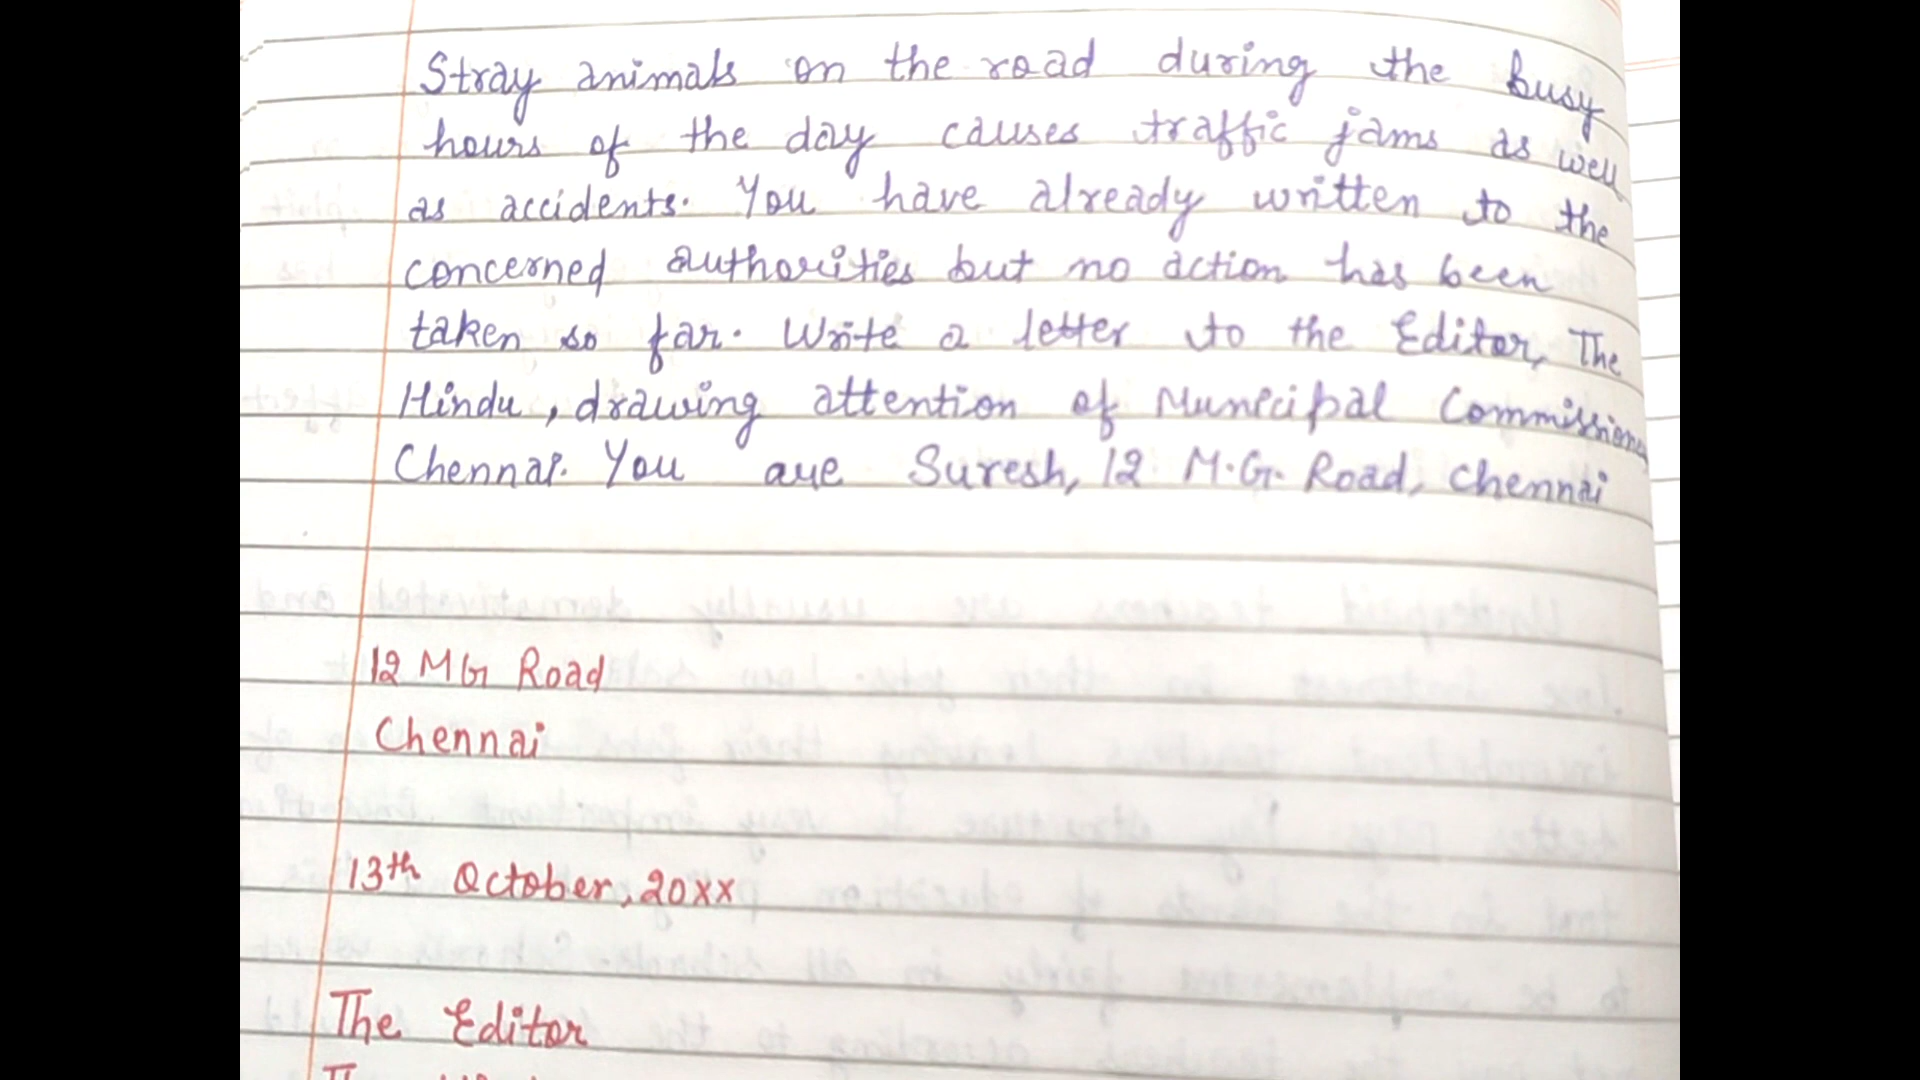 Stray animals on the road during the busy
hours of the day causes traffic jams as well
as accidents. You have already written to the
concerned authorities but no action has been
taken so far. Write a letter to the Editor, The
Hindu, drawing attention of Municipal Commissioner
Chennai. You are Suresh, 12 M.G. Road, Chennai
12 MG Road
Chennai
13th October, 20xx
The Editor